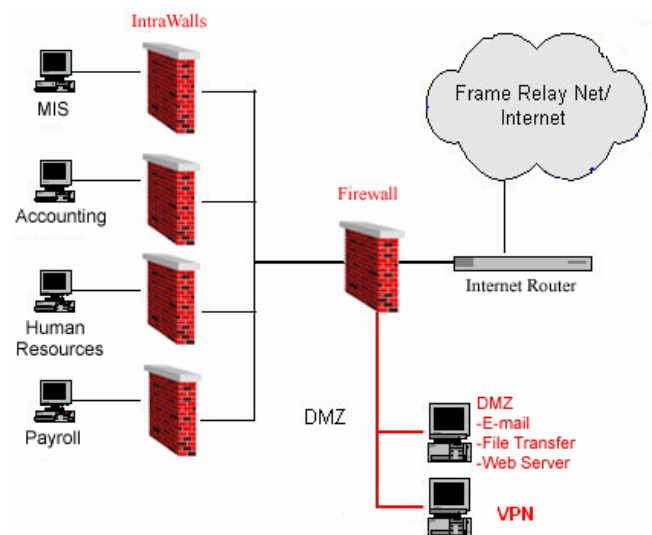 IntraWalls
MIS
Frame Relay Net/
Internet
Accounting
Firewall
Internet Router
Human
Resources
Payroll
DMZ
DMZ
-E-mail
-File Transfer
-Web Server
VPN